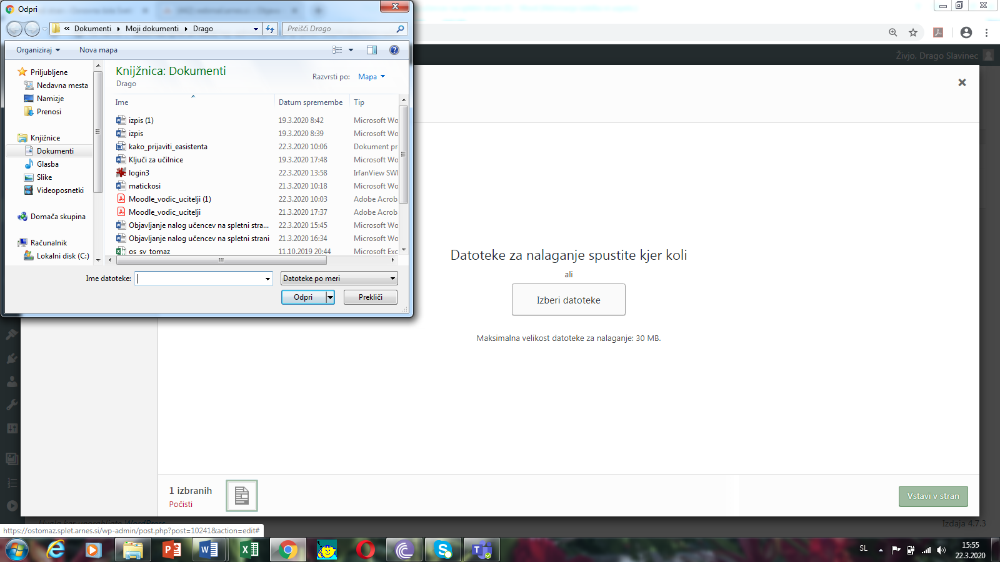 Odpri
« Dokumenti Moji dokumenti Drago
Preišči Drago
Organiziraj Nova mapa
Živjo, Drago Slavinec
Priljubljene
Nedavna mesta
Namizje
Prenosi
Knjižnice
Dokumenti
Glasba
Slike
Videoposnetki
Domača skupina
Računalnik
Lokalni disk (C:)
Knjižnica: Dokumenti
Drago
Razvrsti po: Mapa
Ime Datum spremembe Tip
izpis (1) 19.3.2020 8:42 Microsoft Wo
izpis 19.3.2020 8:39 Microsoft Wo
kako_prijaviti_easistenta 22.3.2020 10:06 Dokument pr
Ključi za učilnice 19.3.2020 17:48 Microsoft Wo
login3 22.3.2020 13:58 IrfanView SWI
matickosi 21.3.2020 10:18 Microsoft Wo
Moodle_vodic_ucitelji (1) 22.3.2020 10:03 Adobe Acrob
Moodle_vodic_ucitelji 21.3.2020 17:37 Adobe Acrob
Objavljanje nalog učencev na spletni stra... 22.3.2020 15:45 Microsoft Wo
Objavljanje nalog učencev na spletni strani 21.3.2020 16:34 Microsoft Wo
os_sv_tomaz 11.10.2019 20:44 Microsoft Exc
Ime datoteke: Datoteke po meri
Odpri Prekliči
Datoteke za nalaganje spustite kjer koli
ali
Izberi datoteke
Maksimalna velikost datoteke za nalaganje: 30 MB.
1 izbranih
Počisti
Vstavi v stran
Izdaja 4.7.3
https://ostomaz.splet.arnes.si/wp-admin/post.php?post=10241&action=edit#
SL
15:55
22.3.2020